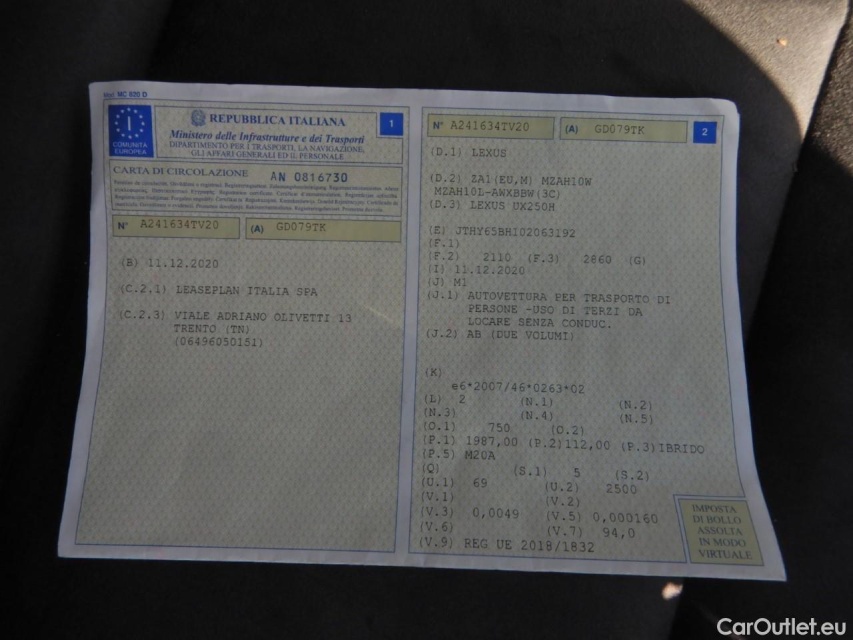 Mod. MC 820 D
I
COMUNITÀ
EUROPEA
REPUBBLICA ITALIANA
1
Ministero delle Infrastrutture e dei Trasporti
DIPARTIMENTO PER I TRASPORTI, LA NAVIGAZIONE,
GLI AFFARI GENERALI ED IL PERSONALE
CARTA DI CIRCOLAZIONE AN 0816730
N° A241634TV20 (A) GD079TK
(B) 11.12.2020
(C.2.1) LEASEPLAN ITALIA SPA
(C.2.3) VIALE ADRIANO OLIVETTI 13
TRENTO (TN)
(06496050151)
N° A241634TV20 (A) GD079TK 2
(D.1) LEXUS
(D.2) ZA1(EU,M) MZAH10W
MZAH10L-AWXBBW(3C)
(D.3) LEXUS UX250H
(E) JTHY65BH102063192
(F.1)
(F.2) 2110 (F.3) 2860 (G)
(I) 11.12.2020
(J) M1
(J.1) AUTOVETTURA PER TRASPORTO DI
PERSONE -USO DI TERZI DA
LOCARE SENZA CONDUC.
(J.2) AB (DUE VOLUMI)
(K)
e6*2007/46*0263*02
(L) 2 (N.1) (N.2)
(N.3) (N.4) (N.5)
(O.1) 750 (O.2)
(P.1) 1987,00 (P.2)112,00 (P.3)IBRIDO
(P.5) M20A
(Q) (S.1) 5 (S.2)
(U.1) 69 (U.2) 2500
(V.1) (V.2)
(V.3) 0,0049 (V.5) 0,000160
(V.6) (V.7) 94,0
(V.9) REG UE 2018/1832
IMPOSTA
DI BOLLO
ASSOLTA
IN MODO
VIRTUALE
CarOutlet.eu